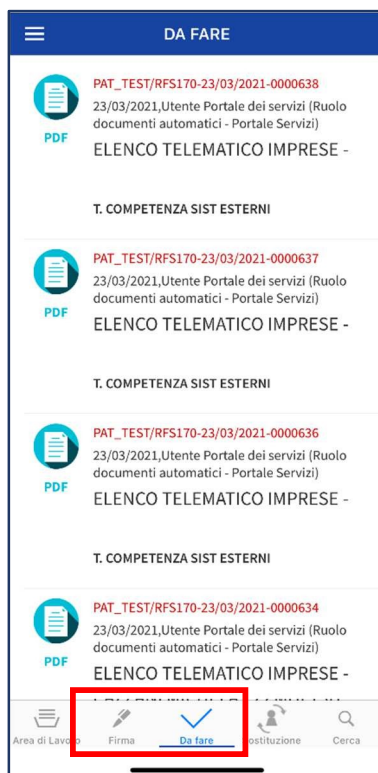 DA FARE
PAT_TEST/RFS170-23/03/2021-0000638
23/03/2021,Utente Portale dei servizi (Ruolo
documenti automatici - Portale Servizi)
PDF
ELENCO TELEMATICO IMPRESE -
T. COMPETENZA SIST ESTERNI
PAT_TEST/RFS170-23/03/2021-0000637
23/03/2021,Utente Portale dei servizi (Ruolo
documenti automatici - Portale Servizi)
PDF
ELENCO TELEMATICO IMPRESE -
T. COMPETENZA SIST ESTERNI
PAT_TEST/RFS170-23/03/2021-0000636
23/03/2021,Utente Portale dei servizi (Ruolo
documenti automatici - Portale Servizi)
PDF
ELENCO TELEMATICO IMPRESE -
T. COMPETENZA SIST ESTERNI
PAT_TEST/RFS170-23/03/2021-0000634
23/03/2021,Utente Portale dei servizi (Ruolo
documenti automatici - Portale Servizi)
PDF
ELENCO TELEMATICO IMPRESE -
Area di Lavoro Firma Da fare ostituzione Cerca